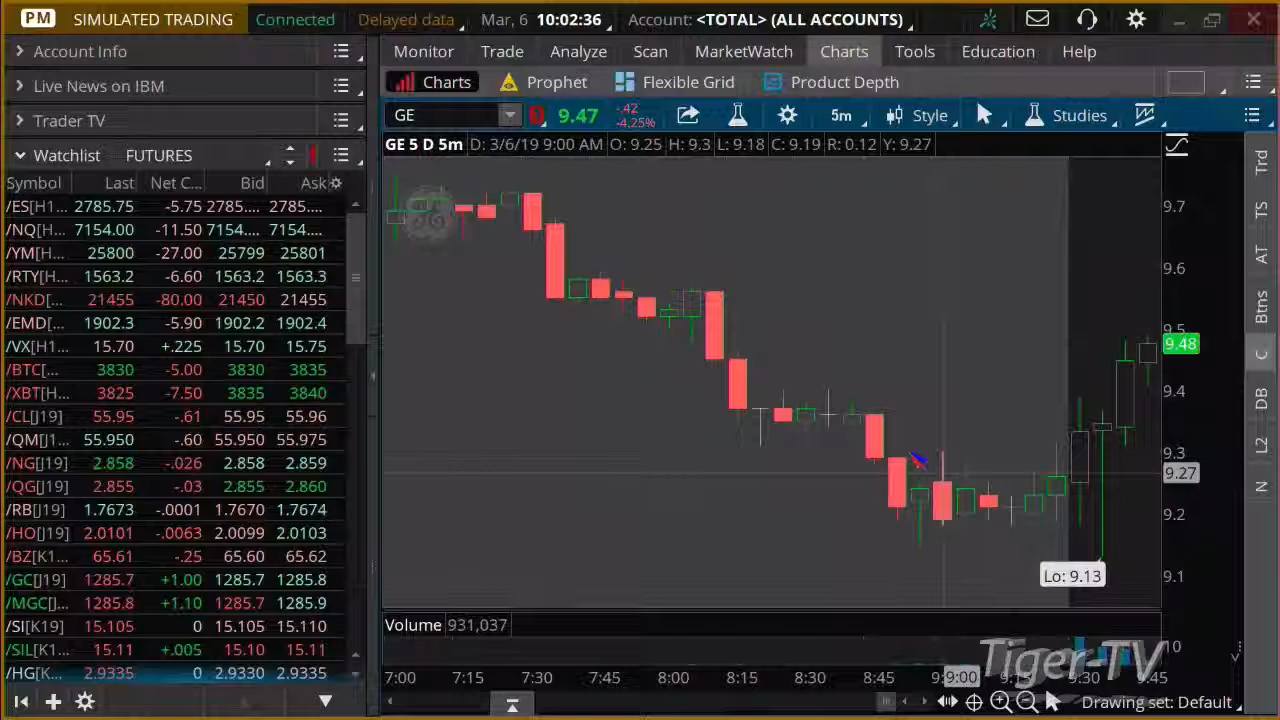 PM SIMULATED TRADING Connected Delayed data Mar, 6 10:02:36 Account: <TOTAL> (ALL ACCOUNTS)
Account Info
Live News on IBM
Trader TV
Watchlist FUTURES
Symbol Last Net C... Bid Ask
/ES[H1... 2785.75 -5.75 2785.... 2785....
/NQ[H... 7154.00 -11.50 7154.... 7154....
/YM[H... 25800 -27.00 25799 25801
/RTY[H... 1563.2 -6.60 1563.2 1563.3
/NKD[... 21455 -80.00 21450 21455
/EMD[... 1902.3 -5.90 1902.2 1902.4
/VX[H1... 15.70 +.225 15.70 15.75
/BTC[... 3830 -5.00 3830 3835
/XBT[H... 3825 -7.50 3835 3840
/CL[J19] 55.95 -.61 55.95 55.96
/QM[J1... 55.950 -.60 55.950 55.975
/NG[J19] 2.858 -.026 2.858 2.859
/QG[J19] 2.855 -.03 2.855 2.860
/RB[J19] 1.7673 -.0001 1.7670 1.7674
/HO[J19] 2.0101 -.0063 2.0099 2.0103
/BZ[K1... 65.61 -.25 65.60 65.62
/GC[J19] 1285.7 +1.00 1285.7 1285.8
/MGC[J... 1285.8 +1.10 1285.7 1285.9
/SI[K19] 15.105 0 15.105 15.110
/SIL[K1... 15.11 +.005 15.10 15.11
/HG[K... 2.9335 0 2.9330 2.9335
Monitor Trade Analyze Scan MarketWatch Charts Tools Education Help
Charts Prophet Flexible Grid Product Depth
GE 9.47 -.42 -4.25% 5m Style Studies
GE 5 D 5m D: 3/6/19 9:00 AM O: 9.25 H: 9.3 L: 9.18 C: 9.19 R: 0.12 Y: 9.27
9.7
9.6
9.5
9.48
9.4
9.3
9.27
9.2
9.1
Lo: 9.13
Volume 931,037
Tiger-TV
7:00 7:15 7:30 7:45 8:00 8:15 8:30 8:45 9:00 9:30 9:45
Drawing set: Default
Trd
TS
AT
Btns
C
DB
L2
N